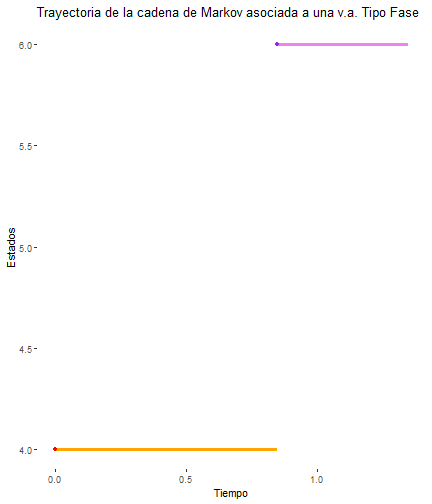 Trayectoria de la cadena de Markov asociada a una v.a. Tipo Fase
6.0
5.5
5.0
4.5
4.0
Estados
0.0 0.5 1.0
Tiempo